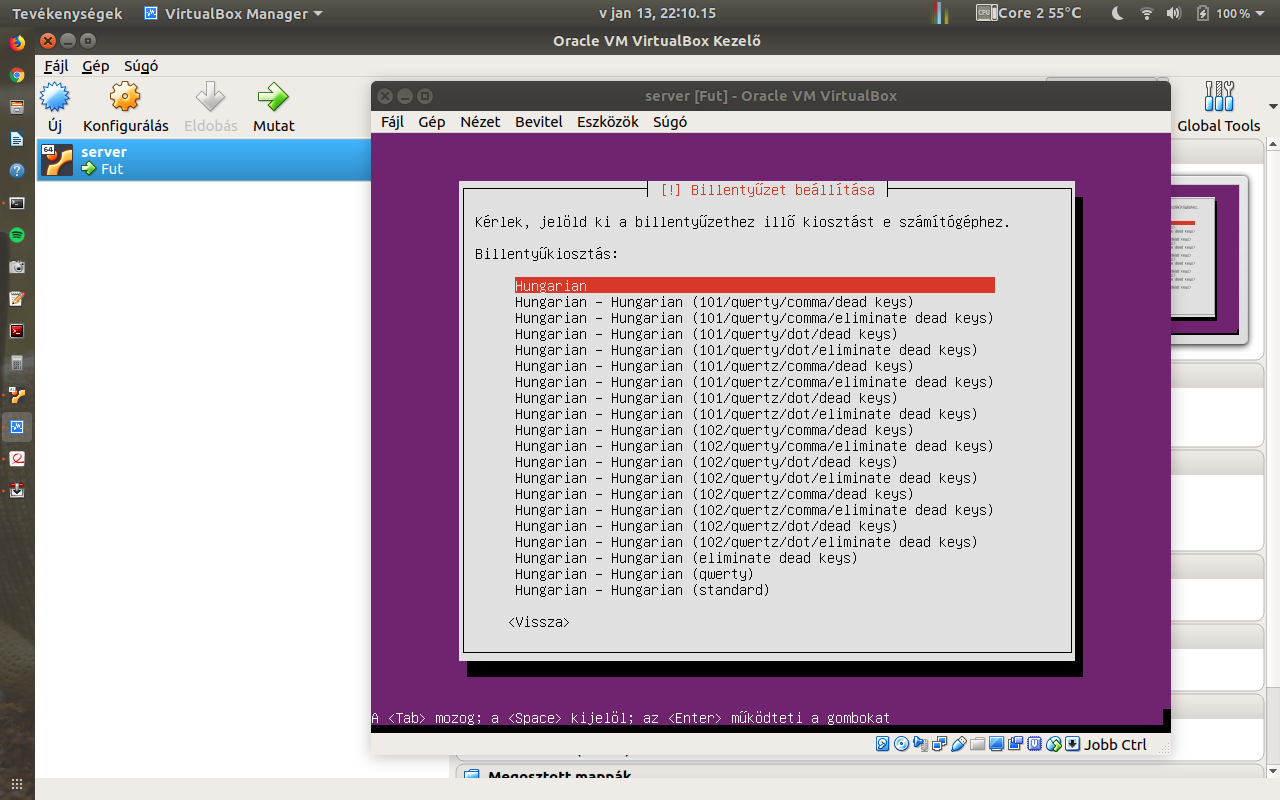 Tevékenységek VirtualBox Manager v jan 13, 22:10.15 CPU Core 2 55°C 100 %
Oracle VM VirtualBox Kezelő
Fájl Gép Súgó
Új Konfigurálás Eldobás Mutat Global Tools
64 server
Fut
server [Fut] - Oracle VM VirtualBox
Fájl Gép Nézet Bevitel Eszközök Súgó
[!] Billentyűzet beállítása
Kérlek, jelöld ki a billentyűzethez illő kiosztást e számítógéphez.
Billentyűkiosztás:
Hungarian
Hungarian - Hungarian (101/qwerty/comma/dead keys)
Hungarian - Hungarian (101/qwerty/comma/eliminate dead keys)
Hungarian - Hungarian (101/qwerty/dot/dead keys)
Hungarian - Hungarian (101/qwerty/dot/eliminate dead keys)
Hungarian - Hungarian (101/qwertz/comma/dead keys)
Hungarian - Hungarian (101/qwertz/comma/eliminate dead keys)
Hungarian - Hungarian (101/qwertz/dot/dead keys)
Hungarian - Hungarian (101/qwertz/dot/eliminate dead keys)
Hungarian - Hungarian (102/qwerty/comma/dead keys)
Hungarian - Hungarian (102/qwerty/comma/eliminate dead keys)
Hungarian - Hungarian (102/qwerty/dot/dead keys)
Hungarian - Hungarian (102/qwerty/dot/eliminate dead keys)
Hungarian - Hungarian (102/qwertz/comma/dead keys)
Hungarian - Hungarian (102/qwertz/comma/eliminate dead keys)
Hungarian - Hungarian (102/qwertz/dot/dead keys)
Hungarian - Hungarian (102/qwertz/dot/eliminate dead keys)
Hungarian - Hungarian (eliminate dead keys)
Hungarian - Hungarian (qwerty)
Hungarian - Hungarian (standard)
<Vissza>
A <Tab> mozog; a <Space> kijelöl; az <Enter> működteti a gombokat
Jobb Ctrl
Megosztott mappák